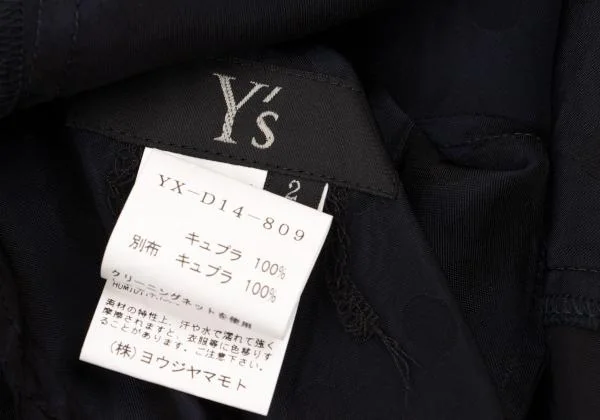 Y's
2
YX-D14-809
キュプラ 100%
別布 キュプラ 100%
クリーニングネットを使用
素材の特性上、汗や水で濡れて強く
摩擦されますと、衣服等に色移りす
ることがあります。ご注意下さい。
(株)ヨウジヤマモト